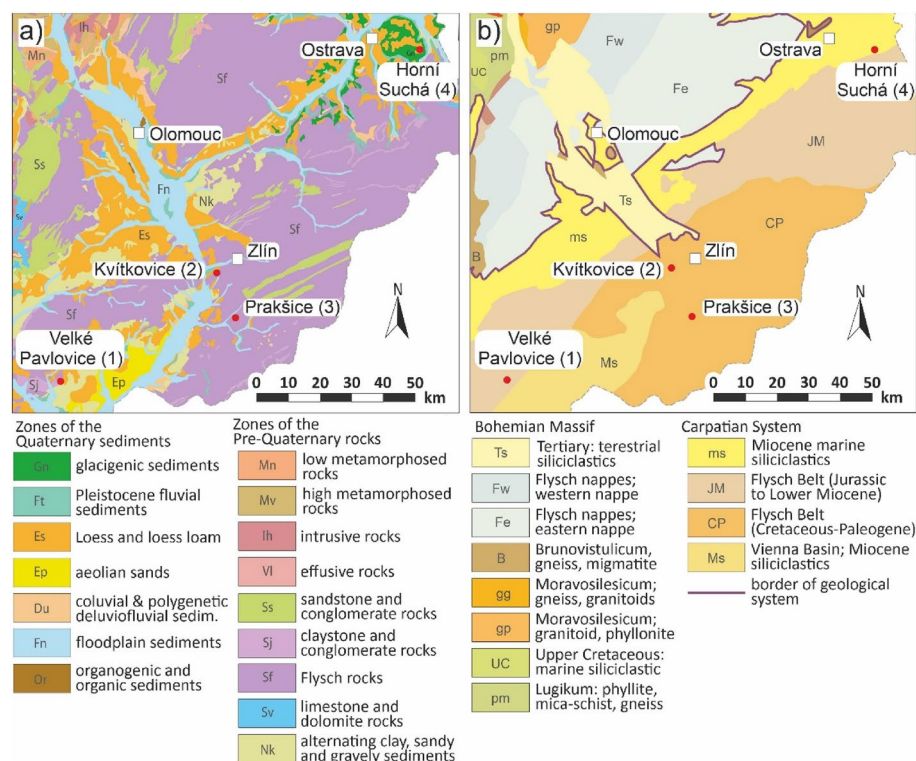 a)
Ih
Mn
Ostrava
Gn
Horní
Suchá (4)
Sf
Olomouc
Ss
Fn
Nk
Sv
Sf
Es
Zlín
Kvítkovice (2)
Prakšice (3)
Sf
Velké
Pavlovice (1)
Ep
Sj
N
0 10 20 30 40 50
km
b)
gp
pm
Fw
UC
Ostrava
Horní
Suchá (4)
Fe
Olomouc
JM
Ts
CP
ms
B
Zlín
Kvítkovice (2)
Prakšice (3)
Velké
Pavlovice (1)
Ms
N
0 10 20 30 40 50
km
Zones of the
Quaternary sediments
Gn glacigenic sediments
Ft Pleistocene fluvial
sediments
Es Loess and loess loam
Ep aeolian sands
Du coluvial & polygenetic
deluviofluvial sedim.
Fn floodplain sediments
Or organogenic and
organic sediments
Zones of the
Pre-Quaternary rocks
Mn low metamorphosed
rocks
Mv high metamorphosed
rocks
Ih intrusive rocks
Vl effusive rocks
Ss sandstone and
conglomerate rocks
Sj claystone and
conglomerate rocks
Sf Flysch rocks
Sv limestone and
dolomite rocks
Nk alternating clay, sandy
and gravely sediments
Bohemian Massif
Ts Tertiary: terestrial
siliciclastics
Fw Flysch nappes;
western nappe
Fe Flysch nappes;
eastern nappe
B Brunovistulicum,
gneiss, migmatite
gg Moravosilesicum;
gneiss, granitoids
gp Moravosilesicum;
granitoid, phyllonite
UC Upper Cretaceous:
marine siliciclastic
pm Lugikum: phyllite,
mica-schist, gneiss
Carpatian System
ms Miocene marine
siliciclastics
JM Flysch Belt (Jurassic
to Lower Miocene)
CP Flysch Belt
(Cretaceous-Paleogene)
Ms Vienna Basin; Miocene
siliciclastics
border of geological
system